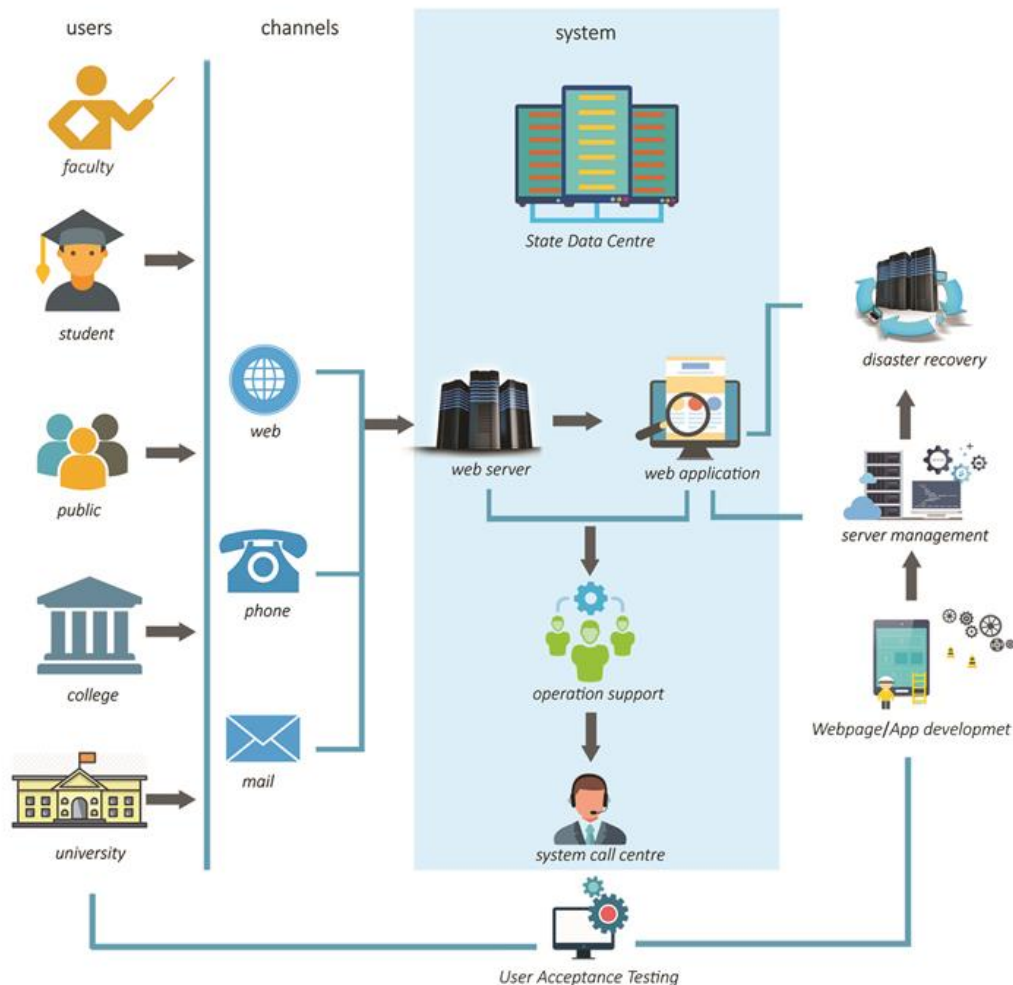 users
channels
system
faculty
State Data Centre
student
disaster recovery
web
web server
web application
public
server management
phone
college
operation support
Webpage/App developmet
mail
university
system call centre
User Acceptance Testing